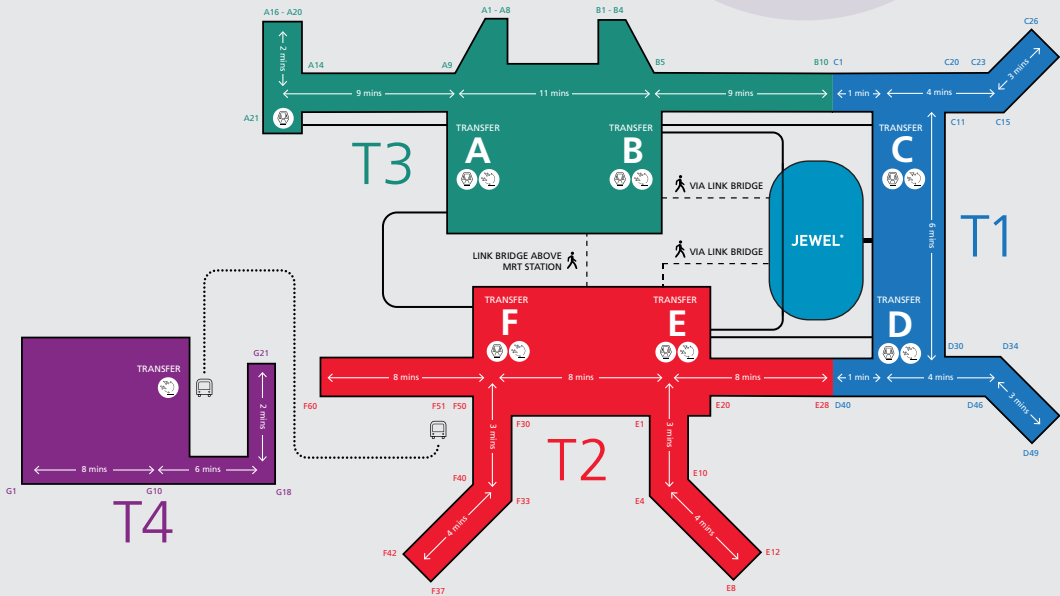 A16 - A20
A1 - A8
B1 - B4
C26
2 mins
A14
A9
B5
B10
C1
C20
C23
3 mins
9 mins
11 mins
9 mins
1 min
4 mins
A21
C11
C15
TRANSFER
A
TRANSFER
B
TRANSFER
C
T3
VIA LINK BRIDGE
JEWEL®
6 mins
T1
LINK BRIDGE ABOVE
MRT STATION
VIA LINK BRIDGE
TRANSFER
F
TRANSFER
E
TRANSFER
D
D30
D34
G21
TRANSFER
8 mins
8 mins
8 mins
1 min
4 mins
3 mins
2 mins
F60
F51
F50
F30
E1
E20
E28
D40
D46
D49
3 mins
T2
3 mins
8 mins
6 mins
F40
E10
G1
G10
G18
F33
E4
T4
4 mins
4 mins
F42
E12
F37
E8